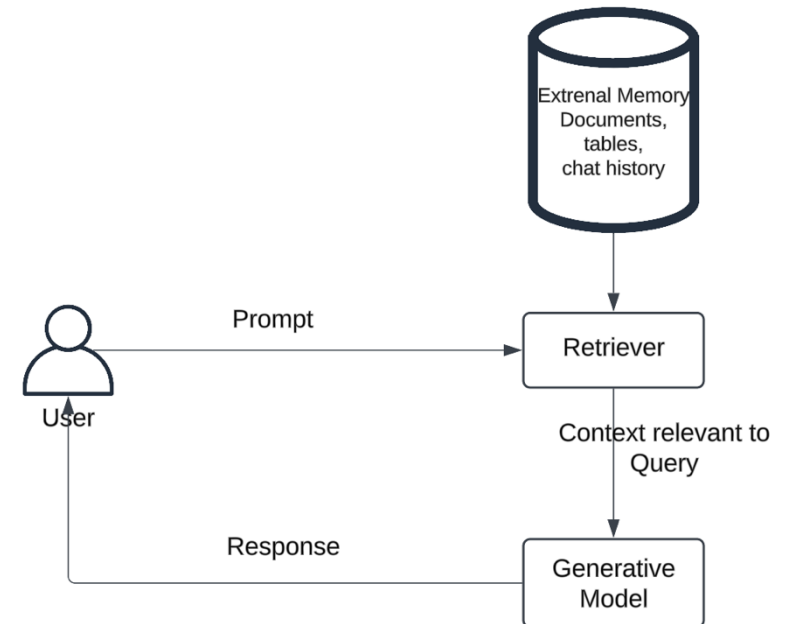 Extrenal Memory
Documents,
tables,
chat history
Prompt
Retriever
User
Context relevant to
Query
Response
Generative
Model